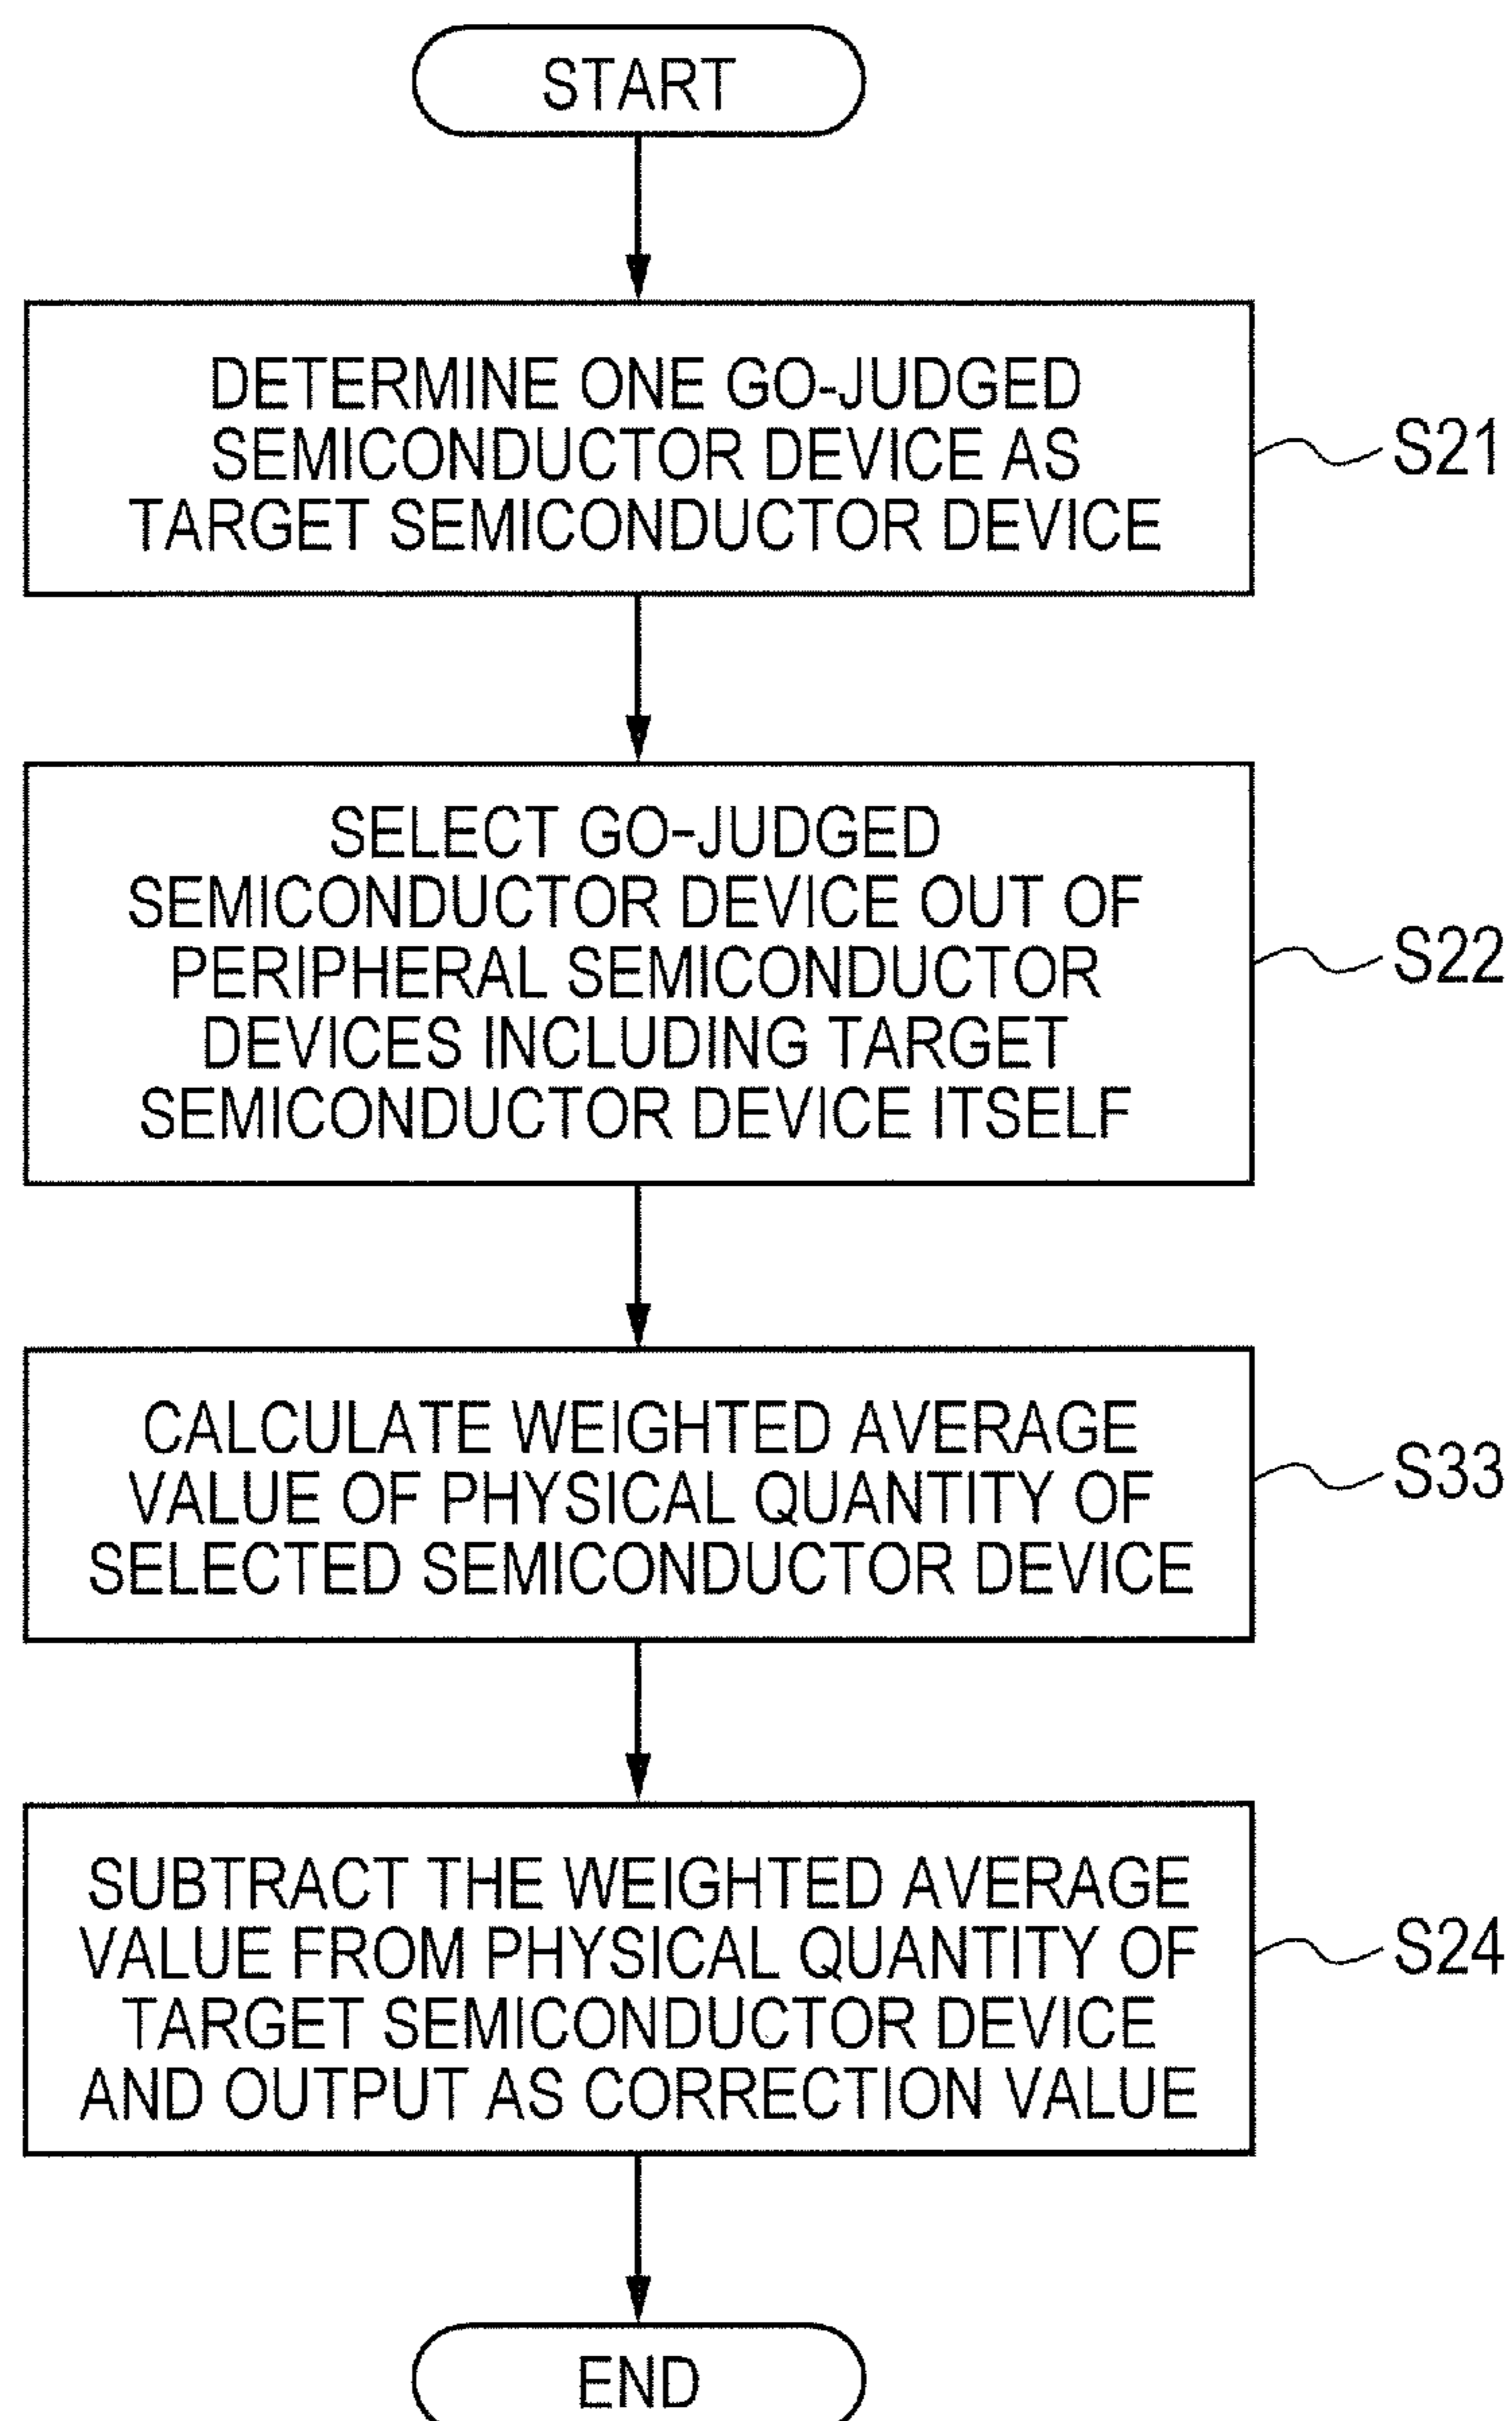 START
DETERMINE ONE GO-JUDGED
SEMICONDUCTOR DEVICE AS
TARGET SEMICONDUCTOR DEVICE
S21
SELECT GO-JUDGED
SEMICONDUCTOR DEVICE OUT OF
PERIPHERAL SEMICONDUCTOR
DEVICES INCLUDING TARGET
SEMICONDUCTOR DEVICE ITSELF
S22
CALCULATE WEIGHTED AVERAGE
VALUE OF PHYSICAL QUANTITY OF
SELECTED SEMICONDUCTOR DEVICE
S33
SUBTRACT THE WEIGHTED AVERAGE
VALUE FROM PHYSICAL QUANTITY OF
TARGET SEMICONDUCTOR DEVICE
AND OUTPUT AS CORRECTION VALUE
S24
END